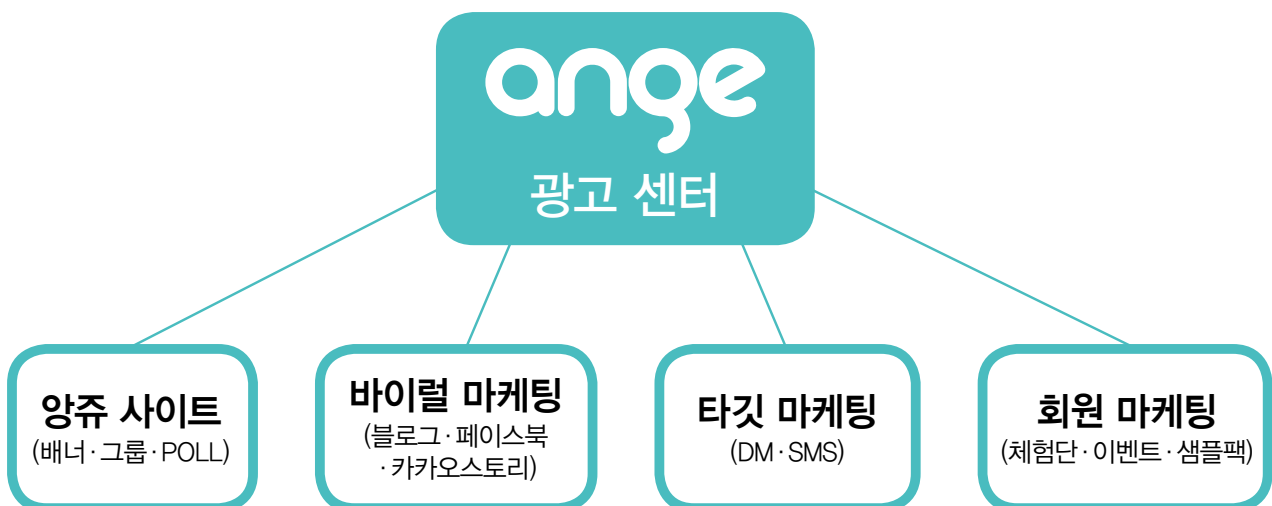 ange
광고 센터
앙쥬 사이트
(배너·그룹·POLL)
바이럴 마케팅
(블로그·페이스북
·카카오스토리)
타깃 마케팅
(DM·SMS)
회원 마케팅
(체험단·이벤트·샘플팩)